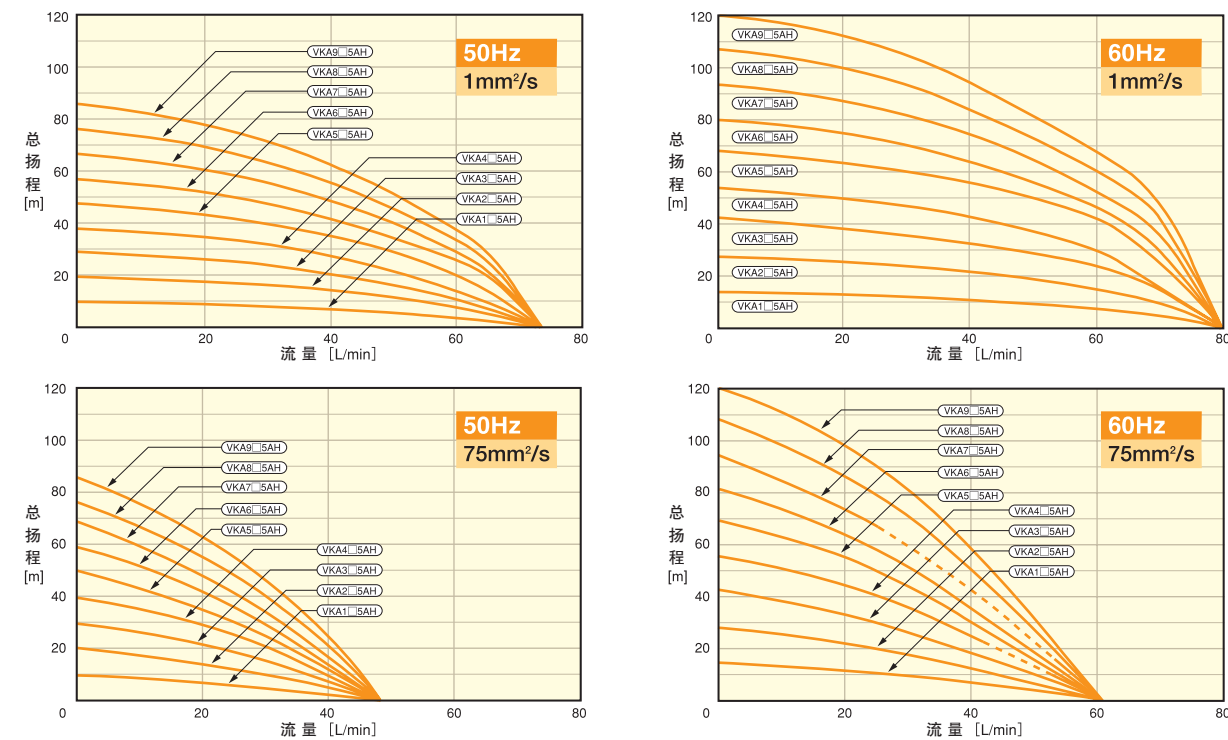 120
100
80
60
40
20
0
20
40
60
80
总扬程
[m]
流量 [L/min]
VKA9□5AH
VKA8□5AH
VKA7□5AH
VKA6□5AH
VKA5□5AH
VKA4□5AH
VKA3□5AH
VKA2□5AH
VKA1□5AH
50Hz
1mm²/s
120
100
80
60
40
20
0
20
40
60
80
总扬程
[m]
流量 [L/min]
VKA9□5AH
VKA8□5AH
VKA7□5AH
VKA6□5AH
VKA5□5AH
VKA4□5AH
VKA3□5AH
VKA2□5AH
VKA1□5AH
60Hz
1mm²/s
120
100
80
60
40
20
0
20
40
60
80
总扬程
[m]
流量 [L/min]
VKA9□5AH
VKA8□5AH
VKA7□5AH
VKA6□5AH
VKA5□5AH
VKA4□5AH
VKA3□5AH
VKA2□5AH
VKA1□5AH
50Hz
75mm²/s
120
100
80
60
40
20
0
20
40
60
80
总扬程
[m]
流量 [L/min]
VKA9□5AH
VKA8□5AH
VKA7□5AH
VKA6□5AH
VKA5□5AH
VKA4□5AH
VKA3□5AH
VKA2□5AH
VKA1□5AH
60Hz
75mm²/s